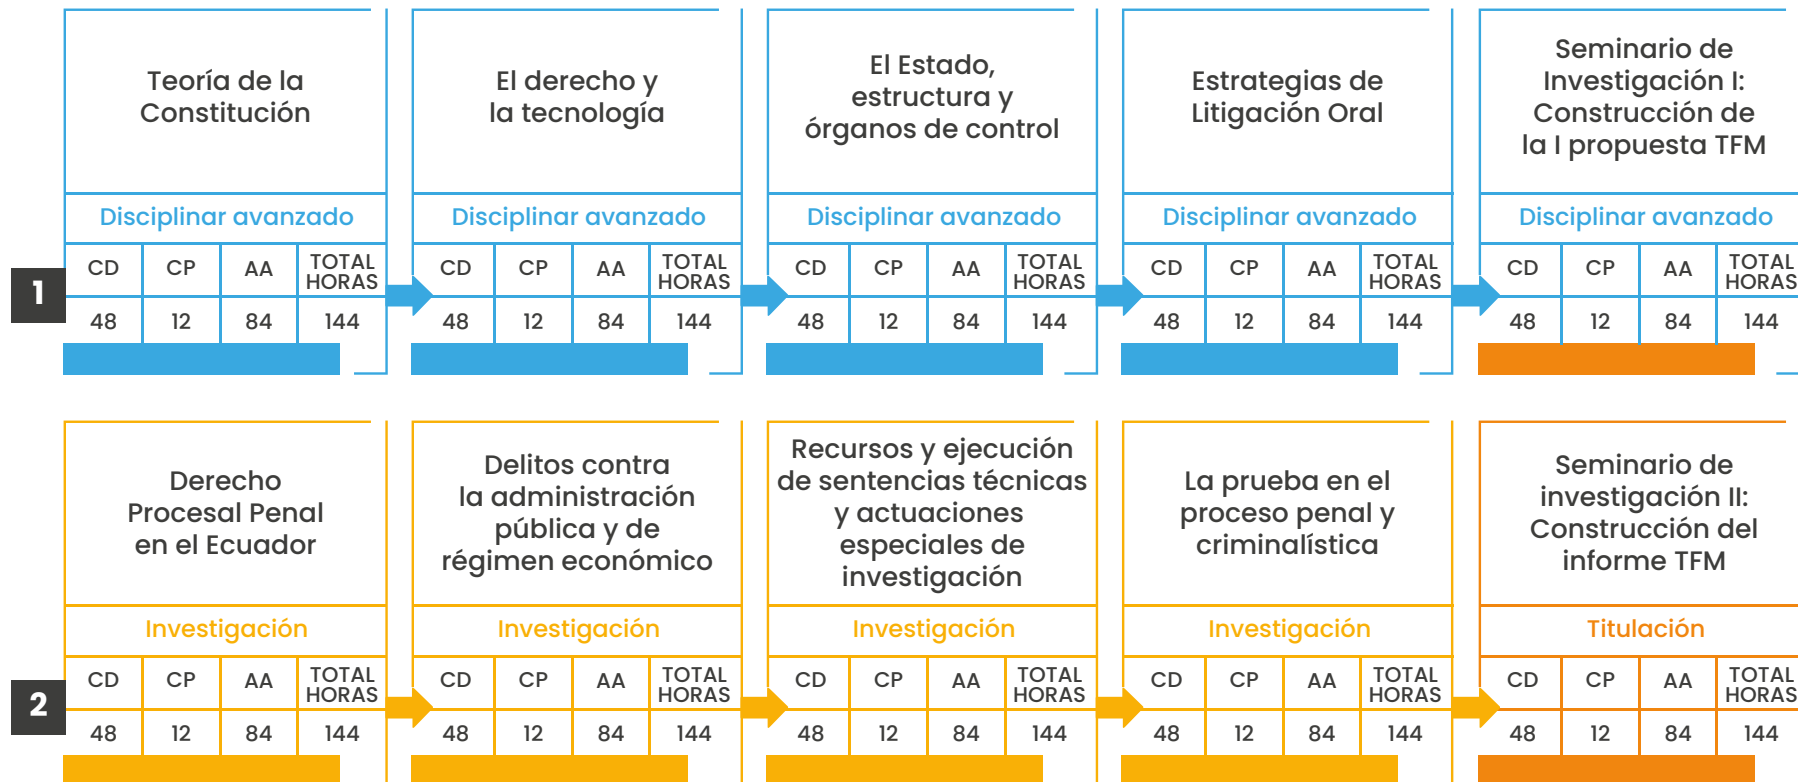 Teoría de la
Constitución
Disciplinar avanzado
CD CP AA TOTAL HORAS
48 12 84 144
El derecho y
la tecnología
Disciplinar avanzado
CD CP AA TOTAL HORAS
48 12 84 144
El Estado,
estructura y
órganos de control
Disciplinar avanzado
CD CP AA TOTAL HORAS
48 12 84 144
Estrategias de
Litigación Oral
Disciplinar avanzado
CD CP AA TOTAL HORAS
48 12 84 144
Seminario de
Investigación I:
Construcción de
la I propuesta TFM
Disciplinar avanzado
CD CP AA TOTAL HORAS
48 12 84 144
1
Derecho
Procesal Penal
en el Ecuador
Investigación
CD CP AA TOTAL HORAS
48 12 84 144
Delitos contra
la administración
pública y de
régimen económico
Investigación
CD CP AA TOTAL HORAS
48 12 84 144
Recursos y ejecución
de sentencias técnicas
y actuaciones
especiales de
investigación
Investigación
CD CP AA TOTAL HORAS
48 12 84 144
La prueba en el
proceso penal y
criminalística
Investigación
CD CP AA TOTAL HORAS
48 12 84 144
Seminario de
investigación II:
Construcción del
informe TFM
Titulación
CD CP AA TOTAL HORAS
48 12 84 144
2